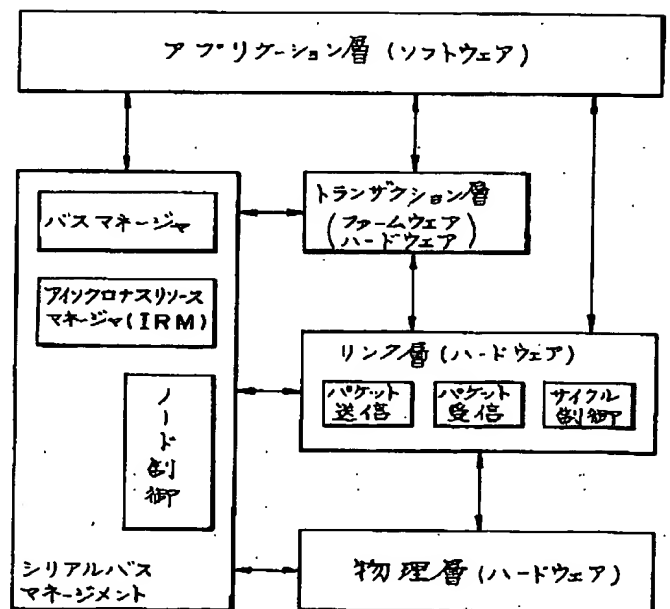 アプリケーション層(ソフトウェア)
トランザクション層
(ファームウェア
ハードウェア)
バスマネージャ
アイソクロナスリソース
マネージャ(IRM)
リンク層(ハードウェア)
パケット
送信
パケット
受信
サイクル
制御
ノード制御
シリアルバス
マネージメント
物理層(ハードウェア)